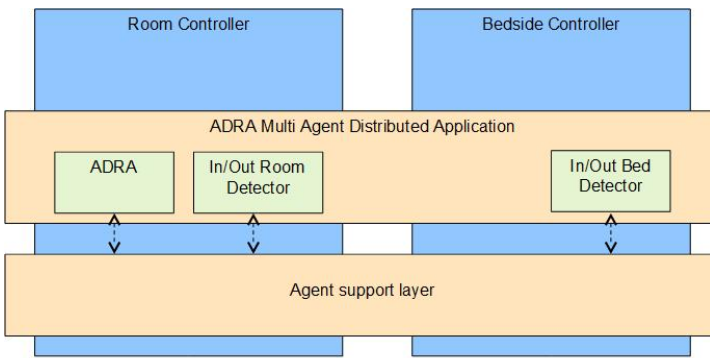 Room Controller
Bedside Controller
ADRA Multi Agent Distributed Application
ADRA
In/Out Room
Detector
In/Out Bed
Detector
Agent support layer